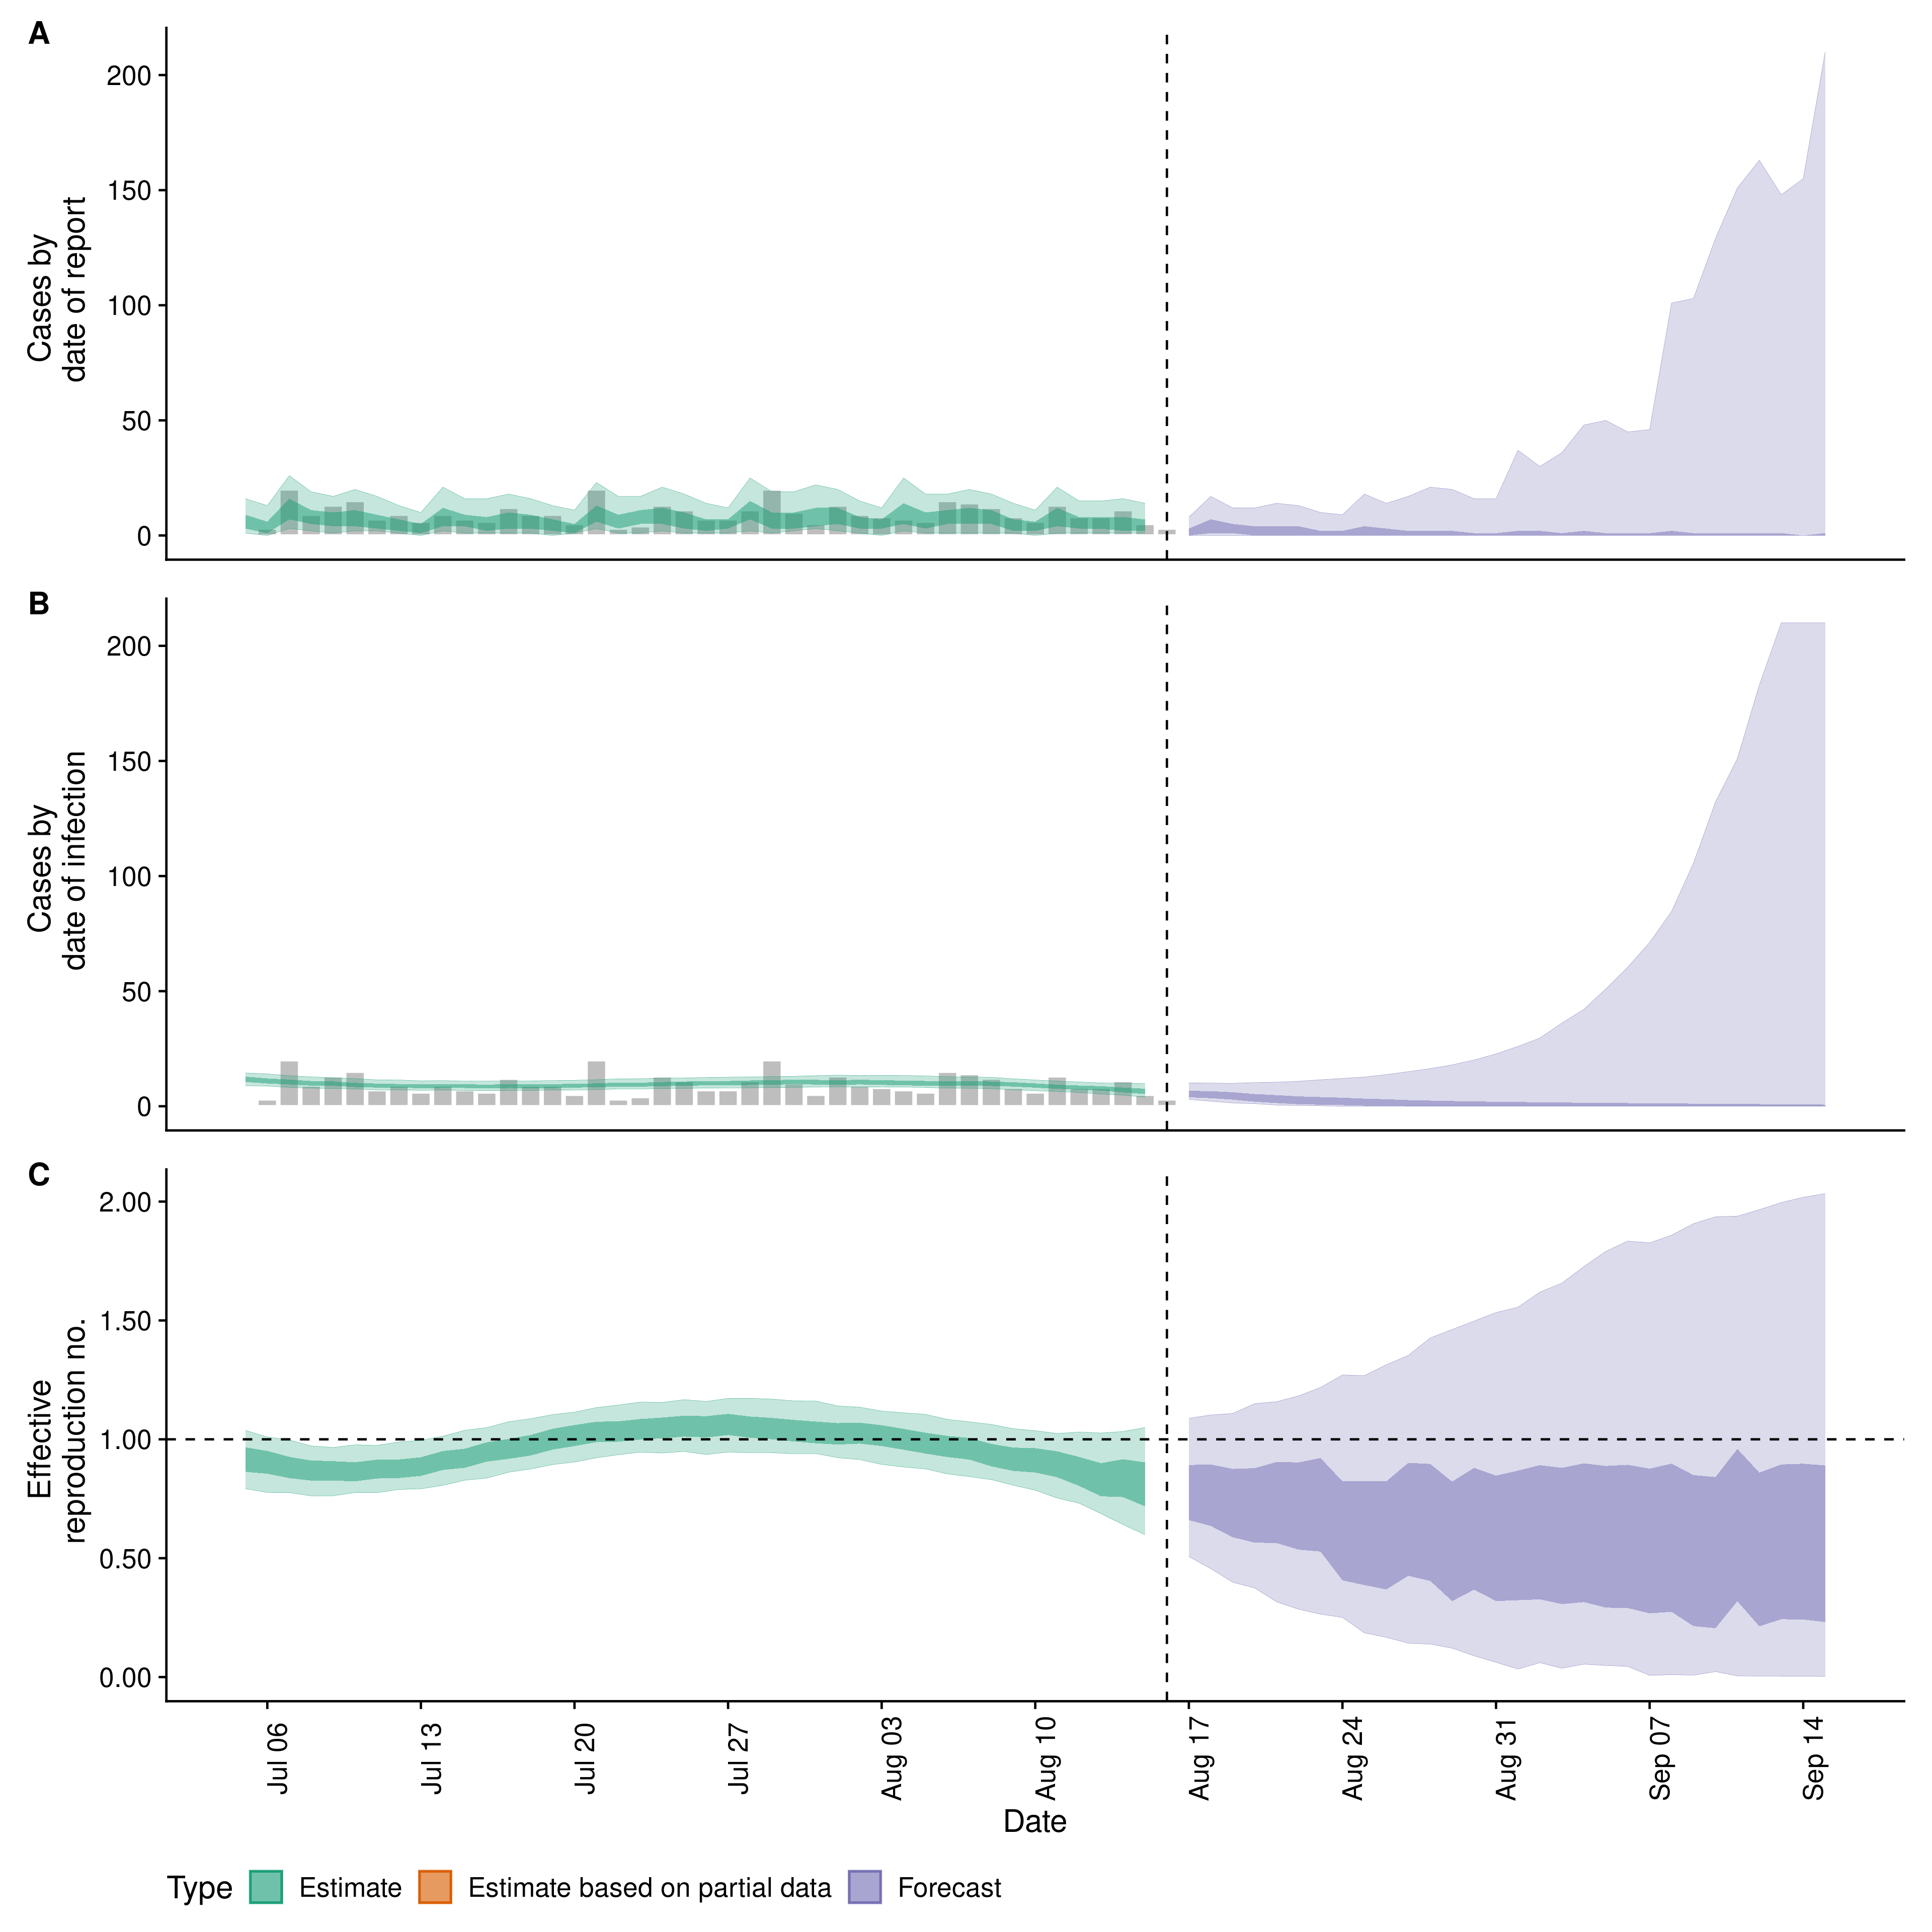 A
200
150
100
50
0
Cases by
date of report
B
200
150
100
50
0
Cases by
date of infection
C
2.00
1.50
1.00
0.50
0.00
Effective
reproduction no.
Jul 06
Jul 13
Jul 20
Jul 27
Aug 03
Aug 10
Aug 17
Aug 24
Aug 31
Sep 07
Sep 14
Date
Type Estimate Estimate based on partial data Forecast